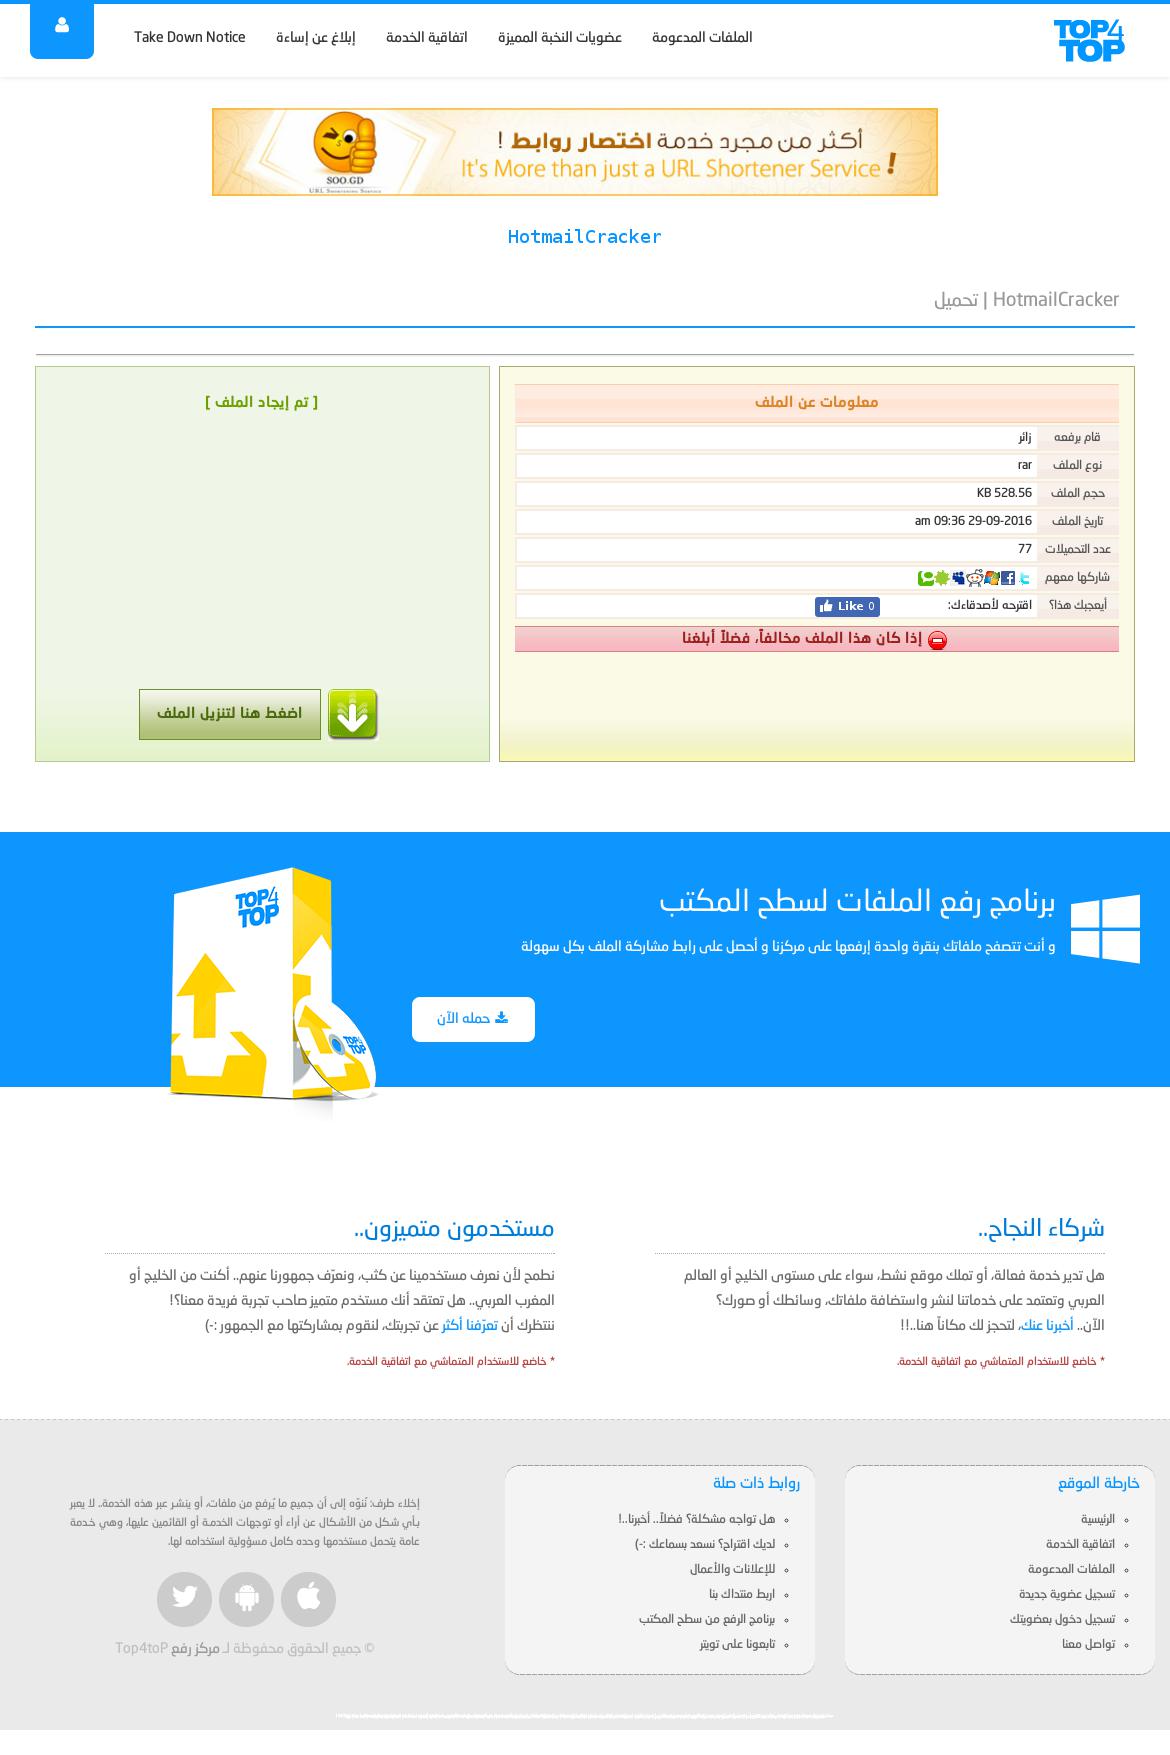 TOP4
TOP
الملفات المدعومة
عضويات النخبة المميزة
اتفاقية الخدمة
إبلاغ عن إساءة
Take Down Notice
أكثر من مجرد خدمة اختصار روابط !
It's More than just a URL Shortener Service !
SOO.GD
URL Shortening Service
HotmailCracker
HotmailCracker | تحميل
معلومات عن الملف
قام برفعه زائر
نوع الملف rar
حجم الملف KB 528.56
تاريخ الملف am 09:36 29-09-2016
عدد التحميلات 77
شاركها معهم
أيعجبك هذا؟ اقترحه لأصدقاءك: Like 0
إذا كان هذا الملف مخالفاً، فضلاً أبلغنا
[ تم إيجاد الملف ]
اضغط هنا لتنزيل الملف
برنامج رفع الملفات لسطح المكتب
و أنت تتصفح ملفاتك بنقرة واحدة إرفعها على مركزنا و أحصل على رابط مشاركة الملف بكل سهولة
حمله الآن
TOP4
TOP
TOP4
TOP
شركاء النجاح..
هل تدير خدمة فعالة، أو تملك موقع نشط، سواء على مستوى الخليج أو العالم
العربي وتعتمد على خدماتنا لنشر واستضافة ملفاتك، وسائطك أو صورك؟
الآن.. أخبرنا عنك، لتحجز لك مكاناً هنا..!!
* خاضع للاستخدام المتماشي مع اتفاقية الخدمة.
مستخدمون متميزون..
نطمح لأن نعرف مستخدمينا عن كثب، ونعرّف جمهورنا عنهم.. أكنت من الخليج أو
المغرب العربي.. هل تعتقد أنك مستخدم متميز صاحب تجربة فريدة معنا؟!
ننتظرك أن تعرّفنا أكثر عن تجربتك، لنقوم بمشاركتها مع الجمهور :-)
* خاضع للاستخدام المتماشي مع اتفاقية الخدمة.
خارطة الموقع
الرئيسية
اتفاقية الخدمة
الملفات المدعومة
تسجيل عضوية جديدة
تسجيل دخول بعضويتك
تواصل معنا
روابط ذات صلة
هل تواجه مشكلة؟ فضلاً.. أخبرنا..!
لديك اقتراح؟ نسعد بسماعك :-)
للإعلانات والأعمال
اربط منتداك بنا
برنامج الرفع من سطح المكتب
تابعونا على تويتر
إخلاء طرف: نُنوّه إلى أن جميع ما يُرفع من ملفات، أو ينشر عبر هذه الخدمة.. لا يعبر
بأي شكل من الأشكال عن أراء أو توجهات الخدمة أو القائمين عليها، وهي خدمة
عامة يتحمل مستخدمها وحده كامل مسؤولية استخدامه لها.
© جميع الحقوق محفوظة لـ مركز رفع Top4toP